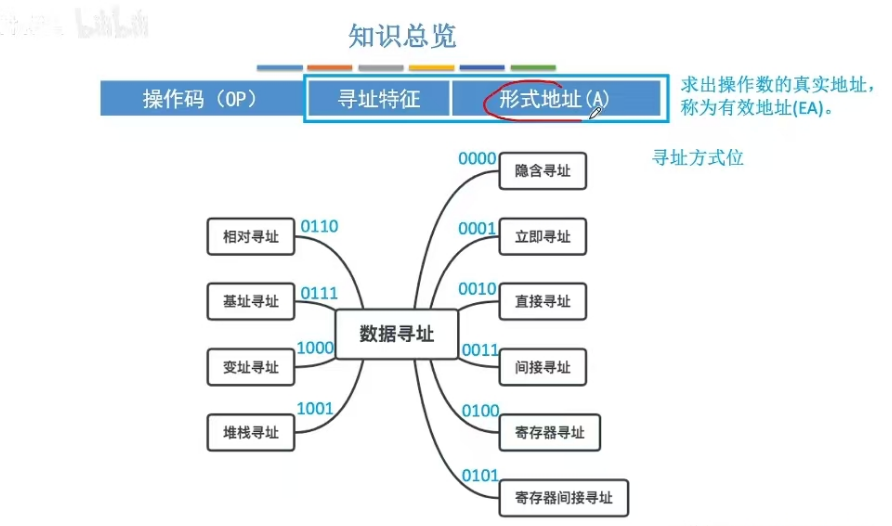 bilibili
知识总览
操作码（OP）
寻址特征
形式地址(A)
求出操作数的真实地址，
称为有效地址(EA)。
寻址方式位
0000
隐含寻址
0001
立即寻址
0010
直接寻址
0011
间接寻址
0100
寄存器寻址
0101
寄存器间接寻址
数据寻址
0110
相对寻址
0111
基址寻址
1000
变址寻址
1001
堆栈寻址